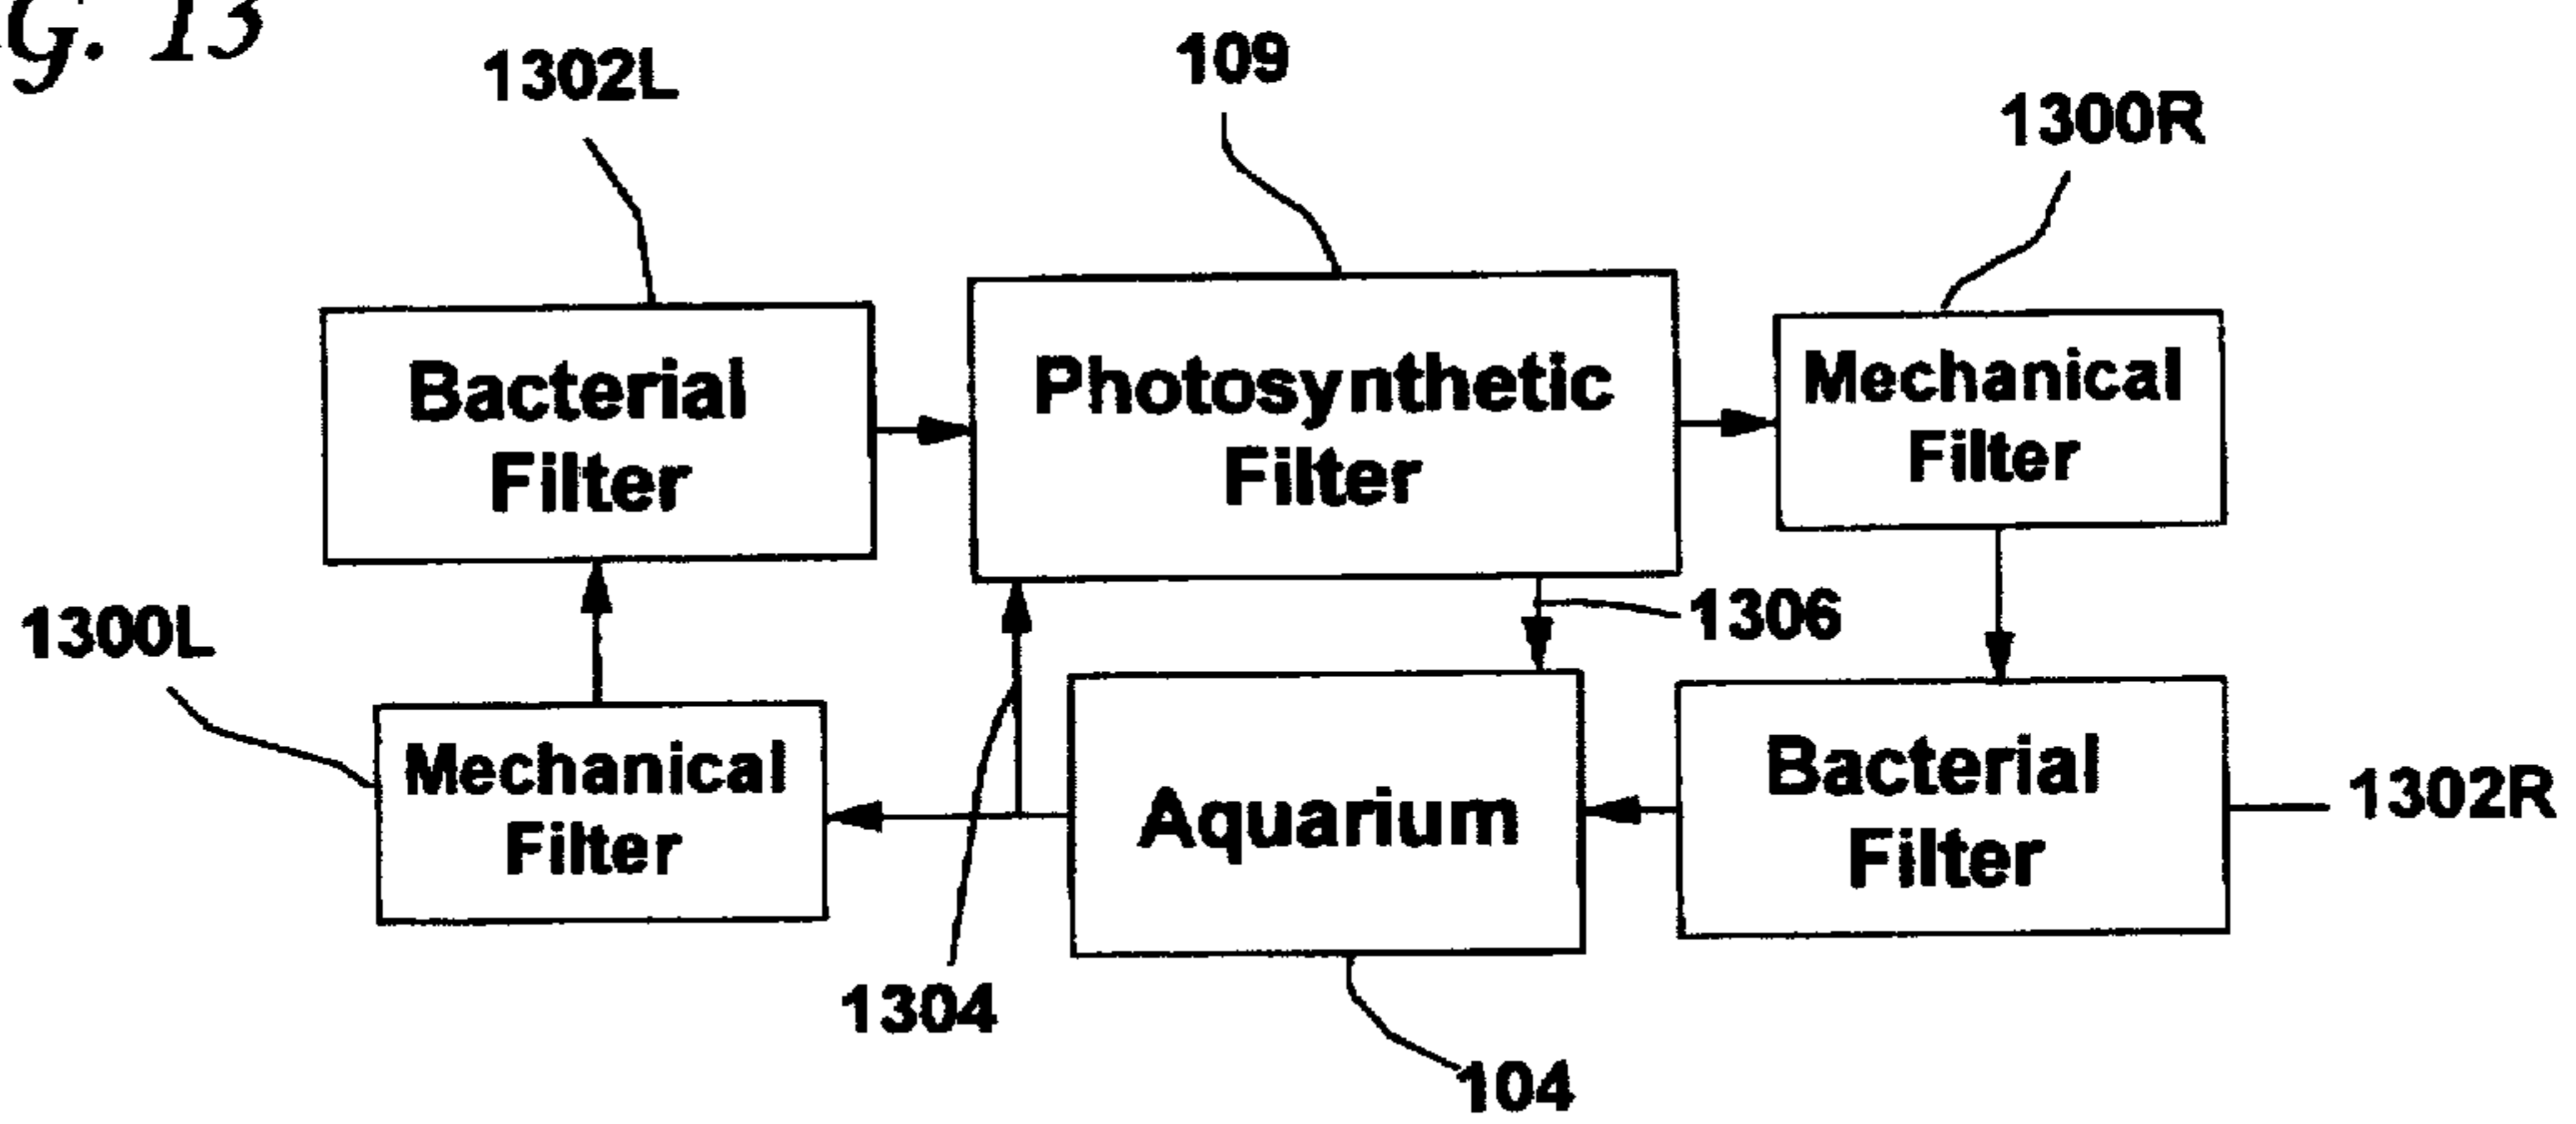 G. 13
1302L
109
1300R
Bacterial
Filter
Photosynthetic
Filter
Mechanical
Filter
1300L
1306
Mechanical
Filter
Aquarium
Bacterial
Filter
1302R
1304
104